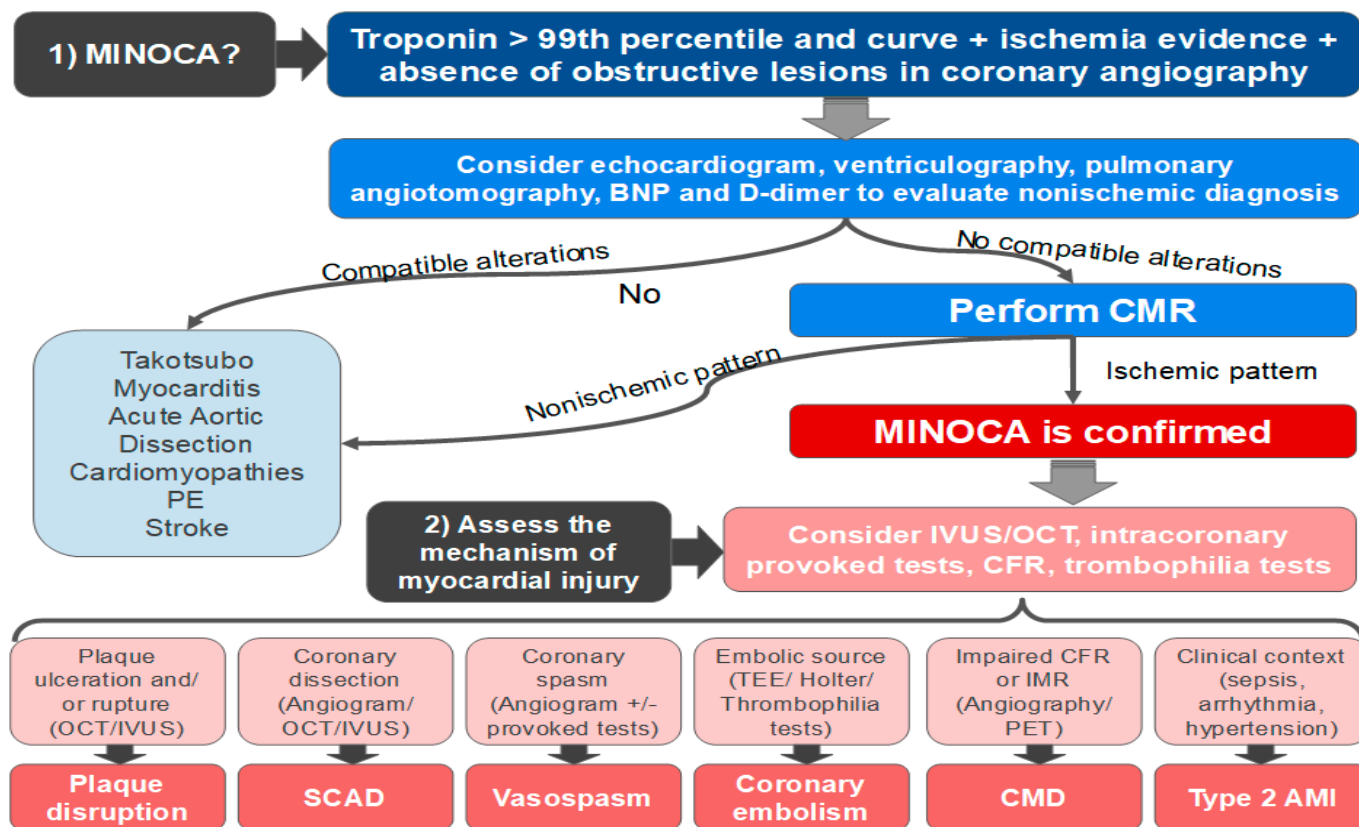 1) MINOCA?
Troponin > 99th percentile and curve + ischemia evidence +
absence of obstructive lesions in coronary angiography
Consider echocardiogram, ventriculography, pulmonary
angiotomography, BNP and D-dimer to evaluate nonischemic diagnosis
Compatible alterations
No compatible alterations
No
Perform CMR
Takotsubo
Myocarditis
Acute Aortic
Dissection
Cardiomyopathies
PE
Stroke
Nonischemic pattern
Ischemic pattern
MINOCA is confirmed
2) Assess the
mechanism of
myocardial injury
Consider IVUS/OCT, intracoronary
provoked tests, CFR, trombophilia tests
Plaque
ulceration and/
or rupture
(OCT/IVUS)
Coronary
dissection
(Angiogram/
OCT/IVUS)
Coronary
spasm
(Angiogram +/-
provoked tests)
Embolic source
(TEE/ Holter/
Thrombophilia
tests)
Impaired CFR
or IMR
(Angiography/
PET)
Clinical context
(sepsis,
arrhythmia,
hypertension)
Plaque
disruption
SCAD
Vasospasm
Coronary
embolism
CMD
Type 2 AMI